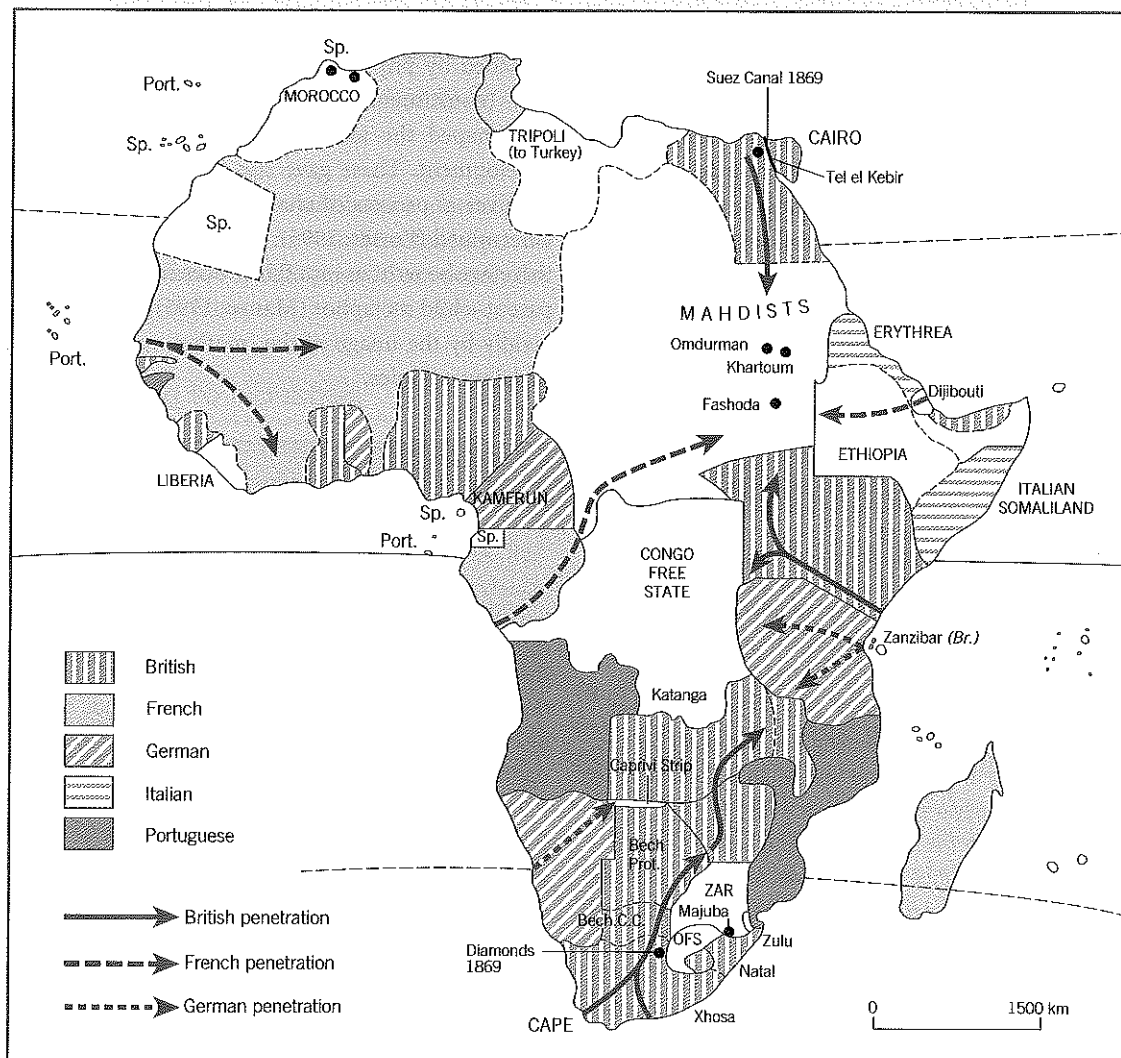 Sp.
Port.
MOROCCO
Sp.
Sp.
Port.
TRIPOLI
(to Turkey)
Suez Canal 1869
CAIRO
Tel el Kebir
MAHDISTS
Omdurman
Khartoum
Fashoda
ERYTHREA
Dijibouti
ETHIOPIA
ITALIAN
SOMALILAND
LIBERIA
KAMERUN
Sp.
Port.
Sp.
CONGO
FREE
STATE
Zanzibar (Br.)
Katanga
Caprivi Strip
Bech
Prot.
Bech.C.C.
ZAR
Majuba
OFS
Zulu
Natal
Diamonds
1869
Xhosa
CAPE
British
French
German
Italian
Portuguese
British penetration
French penetration
German penetration
0 1500 km